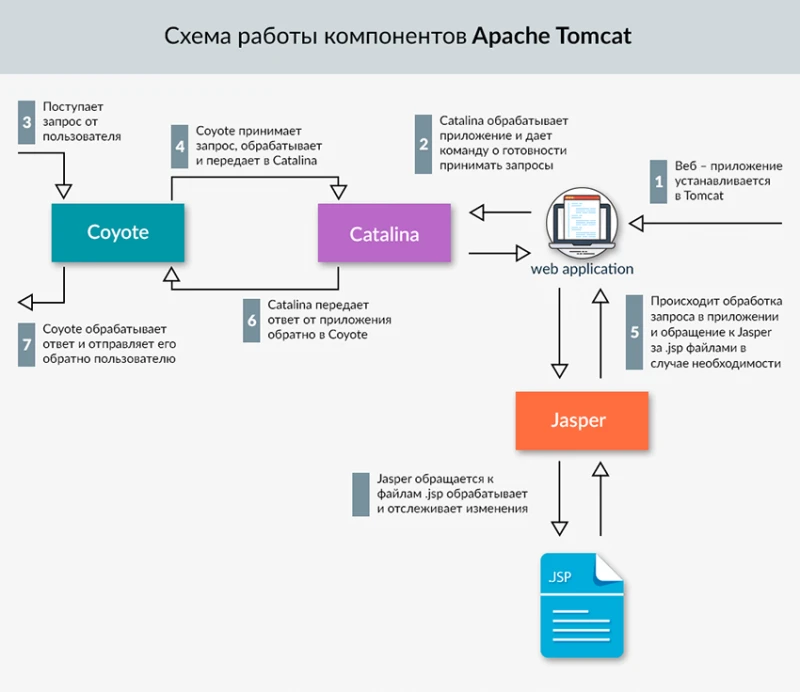 Схема работы компонентов Apache Tomcat
3
Поступает
запрос от
пользователя
4
Coyote принимает
запрос, обрабатывает
и передает в Catalina
2
Catalina обрабатывает
приложение и дает
команду о готовности
принимать запросы
1
Веб – приложение
устанавливается
в Tomcat
Coyote
Catalina
web application
7
Coyote обрабатывает
ответ и отправляет его
обратно пользователю
6
Catalina передает
ответ от приложения
обратно в Coyote
5
Происходит обработка
запроса в приложении
и обращение к Jasper
за .jsp файлами в
случае необходимости
Jasper
Jasper обращается к
файлам .jsp обрабатывает
и отслеживает изменения
JSP